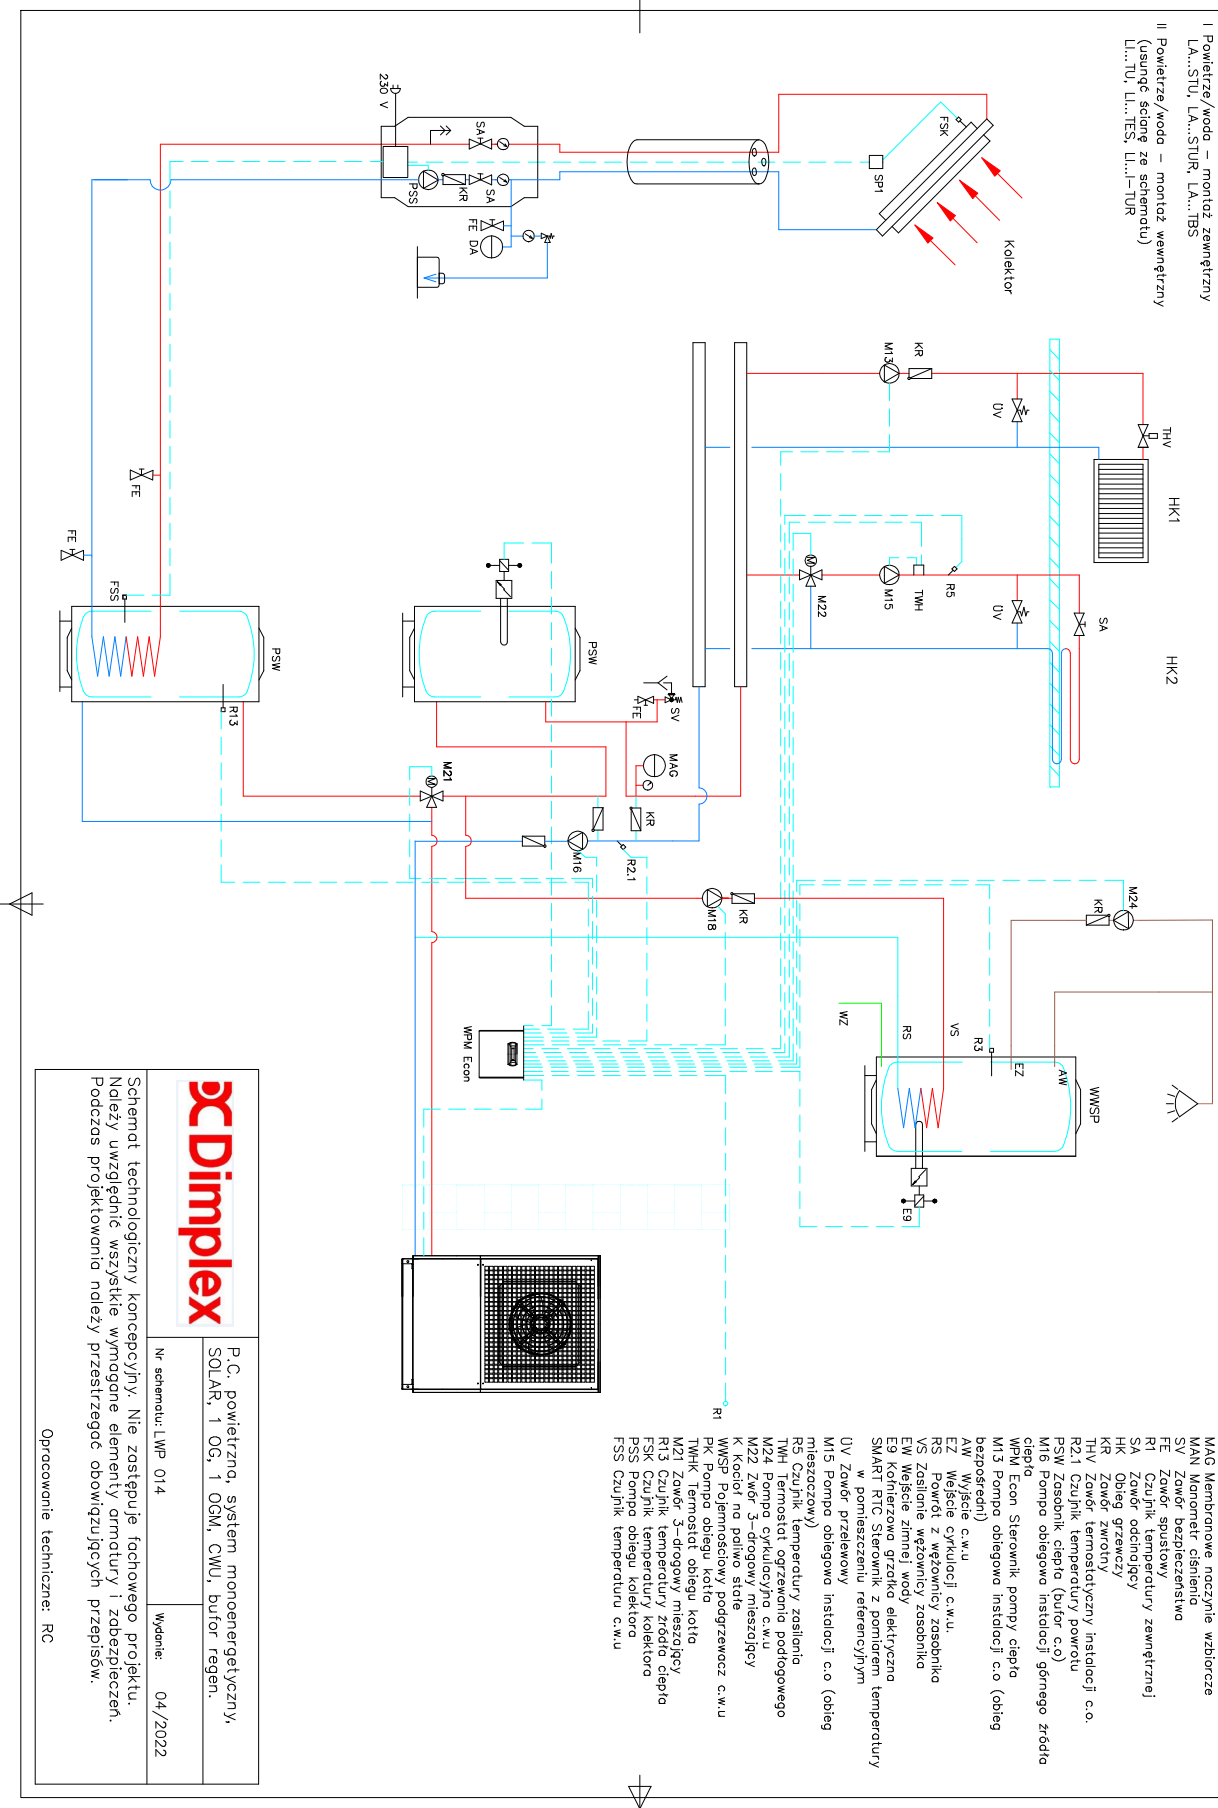 I Powietrze/woda – montaż zewnętrzny
LA...STU, LA...STUR, LA...TBS
II Powietrze/woda – montaż wewnętrzny
(usunąć ścianę ze schematu)
LI...TU, LI...TES, LI...I-TUR
Kolektor
FSK
SP1
230 V
SA
SA
KR
PSS
FE
DA
HK1
HK2
THV
KR
M13
ÜV
ÜV
SA
R5
TWH
M15
M22
M
FE
FE
FSS
PSW
R13
PSW
SV
FE
MAG
KR
M21
M
M16
R2.1
M18
KR
M24
KR
WZ
RS
VS
R3
EZ
AW
WWSP
E9
WPM Econ
R1
MAG Membranowe naczynie wzbiorcze
MAN Manometr ciśnienia
SV Zawór bezpieczeństwa
FE Zawór spustowy
R1 Czujnik temperatury zewnętrznej
SA Zawór odcinający
HK Obieg grzewczy
KR Zawór zwrotny
THV Zawór termostatyczny instalacji c.o.
R2.1 Czujnik temperatury powrotu
PSW Zasobnik ciepła (bufor c.o)
M16 Pompa obiegowa instalacji górnego źródła
ciepła
WPM Econ Sterownik pompy ciepła
M13 Pompa obiegowa instalacji c.o (obieg
bezpośredni)
AW Wyjście c.w.u
EZ Wejście cyrkulacji c.w.u.
RS Powrót z wężownicy zasobnika
VS Zasilanie wężownicy zasobnika
EW Wejście zimnej wody
E9 Kołnierzowa grzałka elektryczna
SMART RTC Sterownik z pomiarem temperatury
w pomieszczeniu referencyjnym
ÜV Zawór przelewowy
M15 Pompa obiegowa instalacji c.o (obieg
mieszaczowy)
R5 Czujnik temperatury zasilania
TWH Termostat ogrzewania podłogowego
M24 Pompa cyrkulacyjna c.w.u
M22 Zwór 3-drogowy mieszający
K Kocioł na paliwo stałe
WWSP Pojemnościowy podgrzewacz c.w.u
PK Pompa obiegu kotła
TWHK Termostat obiegu kotła
M21 Zawór 3-drogowy mieszający
R13 Czujnik temperatury źródła ciepła
FSK Czujnik temperatury kolektora
PSS Pompa obiegu kolektora
FSS Czujnik temperaturu c.w.u
Dimplex
P.C. powietrzna, system monoenergetyczny,
SOLAR, 1 OG, 1 OGM, CWU, bufor regen.
Nr schematu: LWP 014
Wydanie: 04/2022
Schemat technologiczny koncepcyjny. Nie zastępuje fachowego projektu.
Należy uwzględnić wszystkie wymagane elementy armatury i zabezpieczeń.
Podczas projektowania należy przestrzegać obowiązujących przepisów.
Opracowanie techniczne: RC